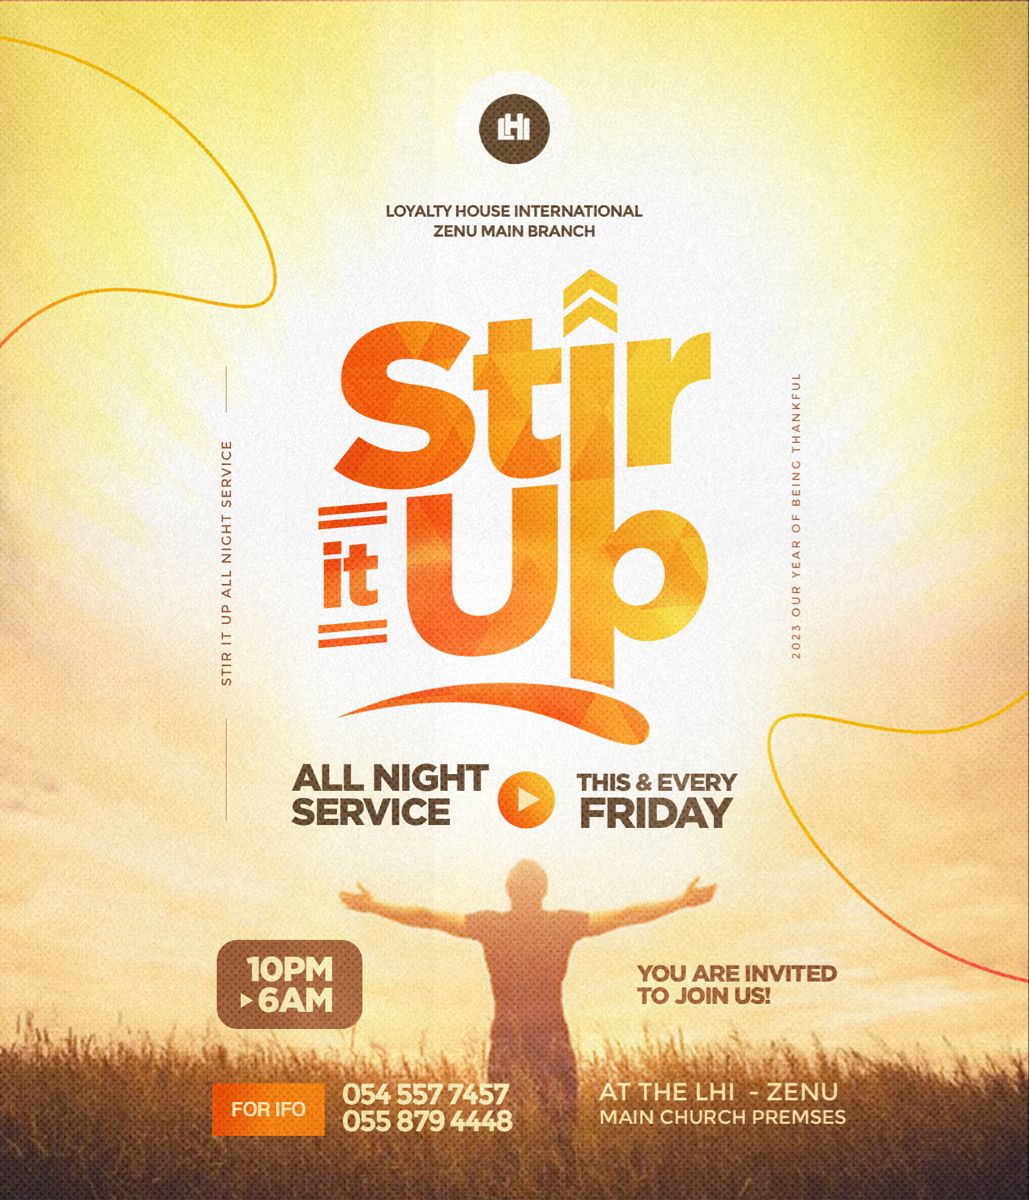 LHI
LOYALTY HOUSE INTERNATIONAL
ZENU MAIN BRANCH
Stir
it
Up
STIR IT UP ALL NIGHT SERVICE
2023 OUR YEAR OF BEING THANKFUL
ALL NIGHT
SERVICE
THIS & EVERY
FRIDAY
10PM
6AM
YOU ARE INVITED
TO JOIN US!
FOR IFO
054 557 7457
055 879 4448
AT THE LHI - ZENU
MAIN CHURCH PREMSES